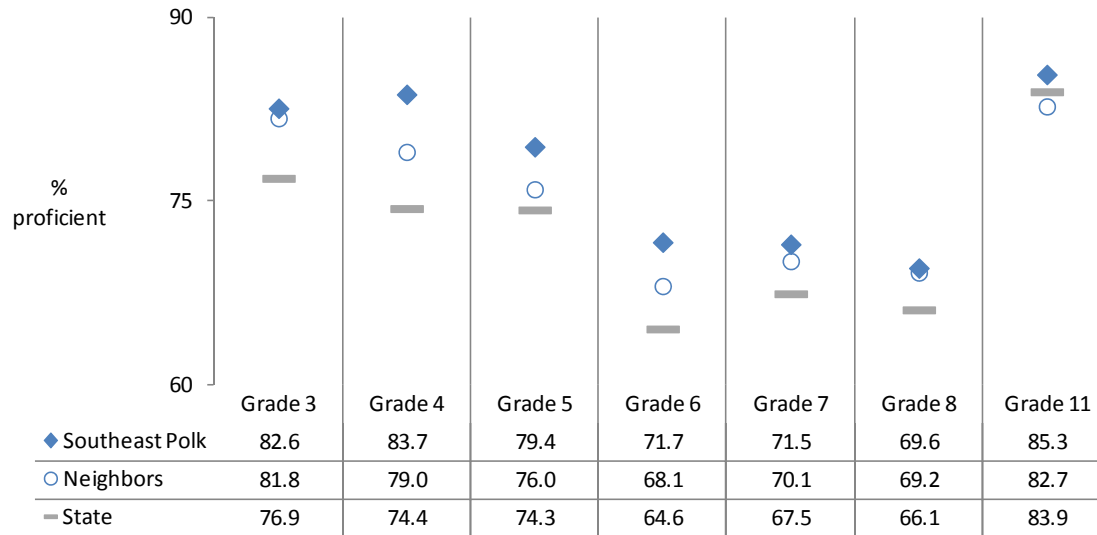 90
75
60
%
proficient
Grade 3 Grade 4 Grade 5 Grade 6 Grade 7 Grade 8 Grade 11
Southeast Polk 82.6 83.7 79.4 71.7 71.5 69.6 85.3
Neighbors 81.8 79.0 76.0 68.1 70.1 69.2 82.7
State 76.9 74.4 74.3 64.6 67.5 66.1 83.9